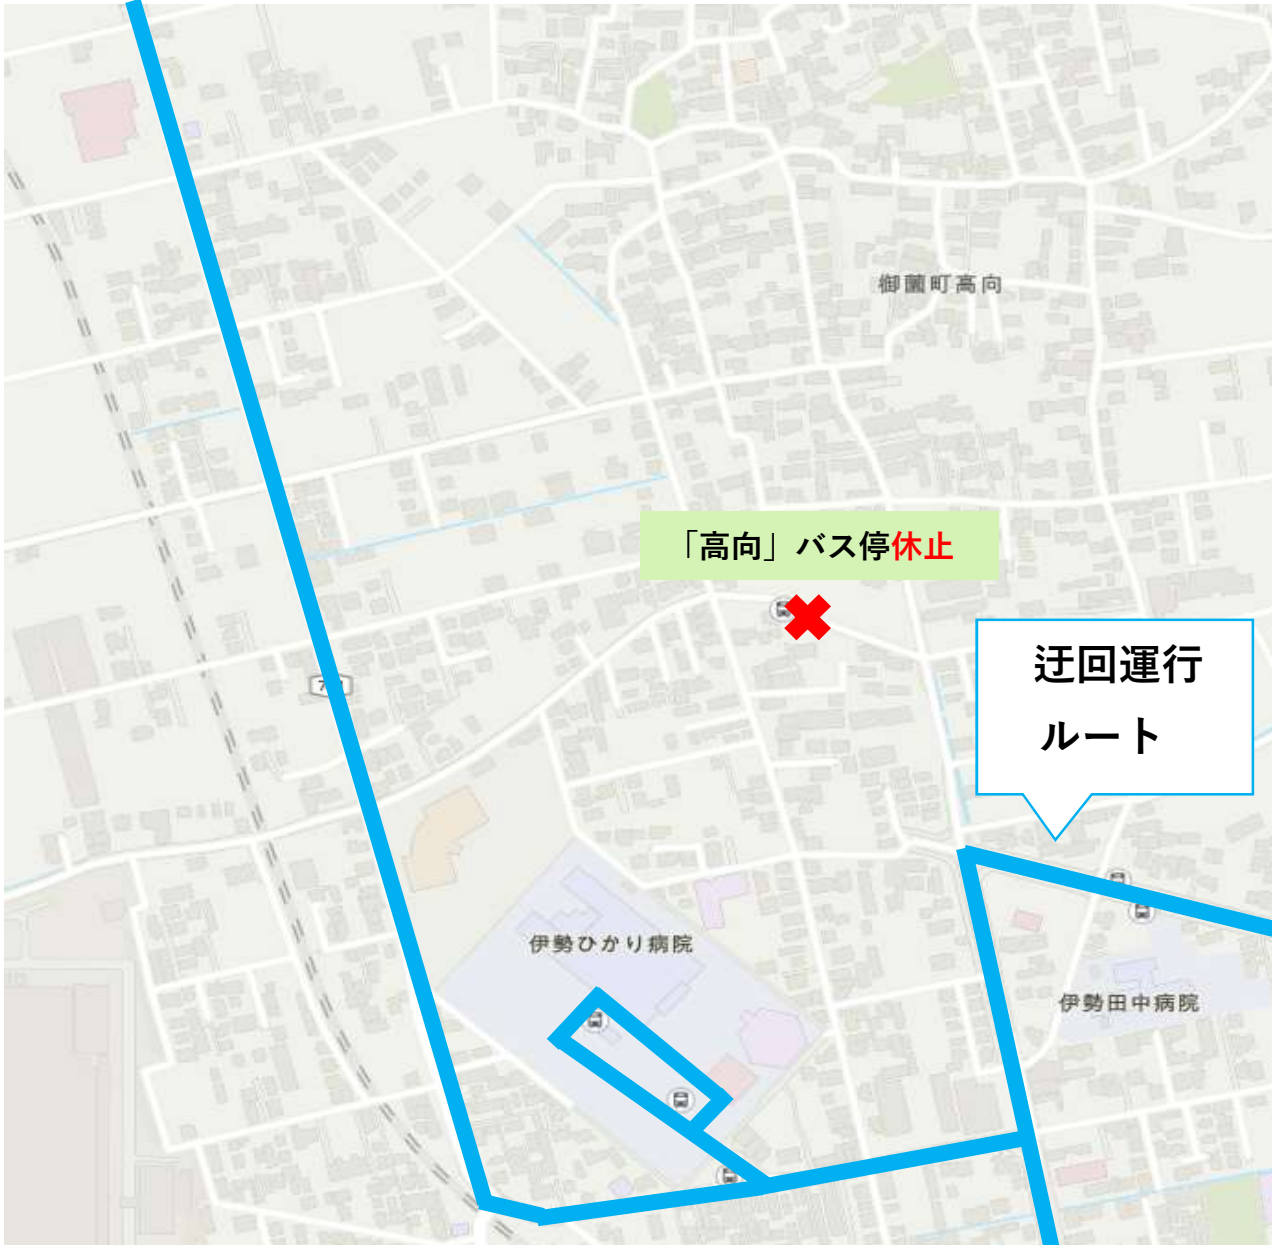 御薗町高向
「高向」バス停休止
迂回運行
ルート
伊勢ひかり病院
伊勢田中病院